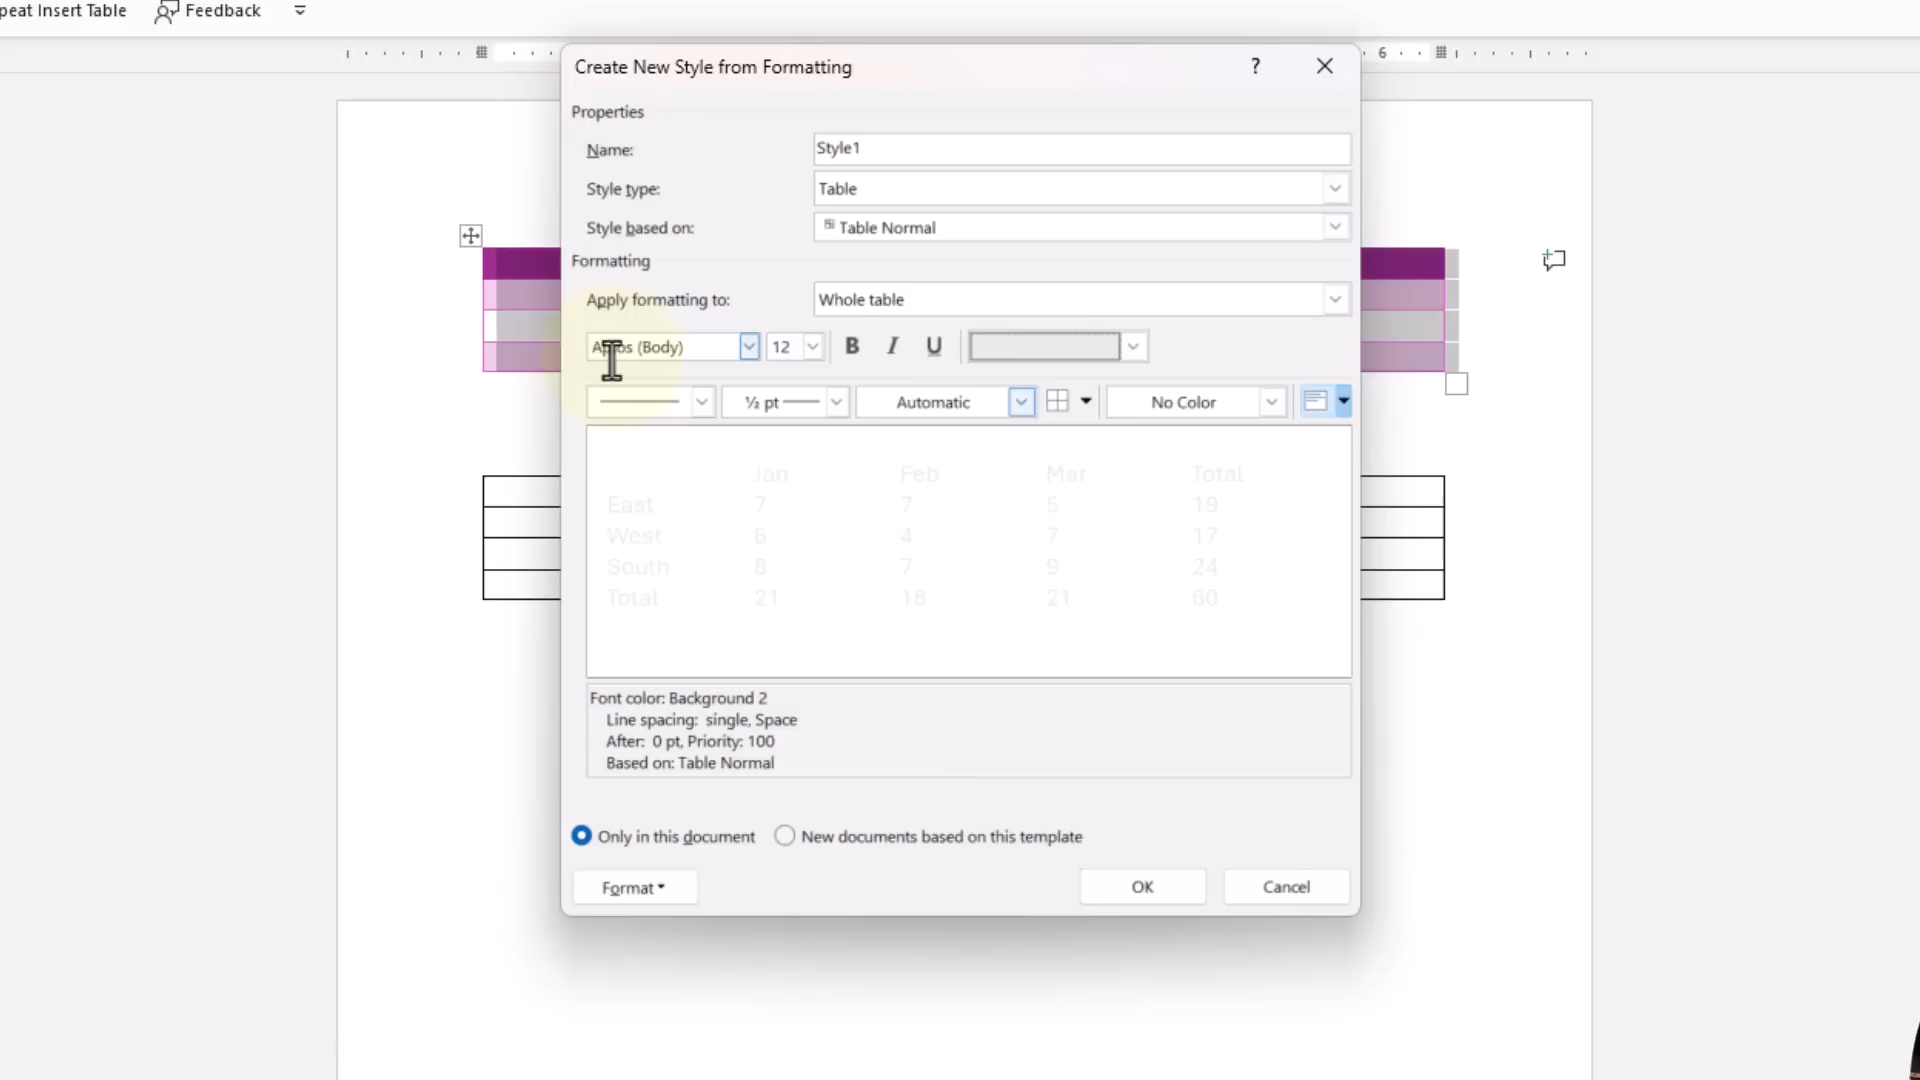 peat Insert Table Feedback
6
Create New Style from Formatting ?
Properties
Name: Style1
Style type: Table
Style based on: Table Normal
Formatting
Apply formatting to: Whole table
Aptos (Body) 12 B I U
½ pt Automatic No Color
Jan Feb Mar Total
East 7 7 5 19
West 6 4 7 17
South 8 7 9 24
Total 21 18 21 60
Font color: Background 2
Line spacing: single, Space
After: 0 pt, Priority: 100
Based on: Table Normal
Only in this document New documents based on this template
Format OK Cancel